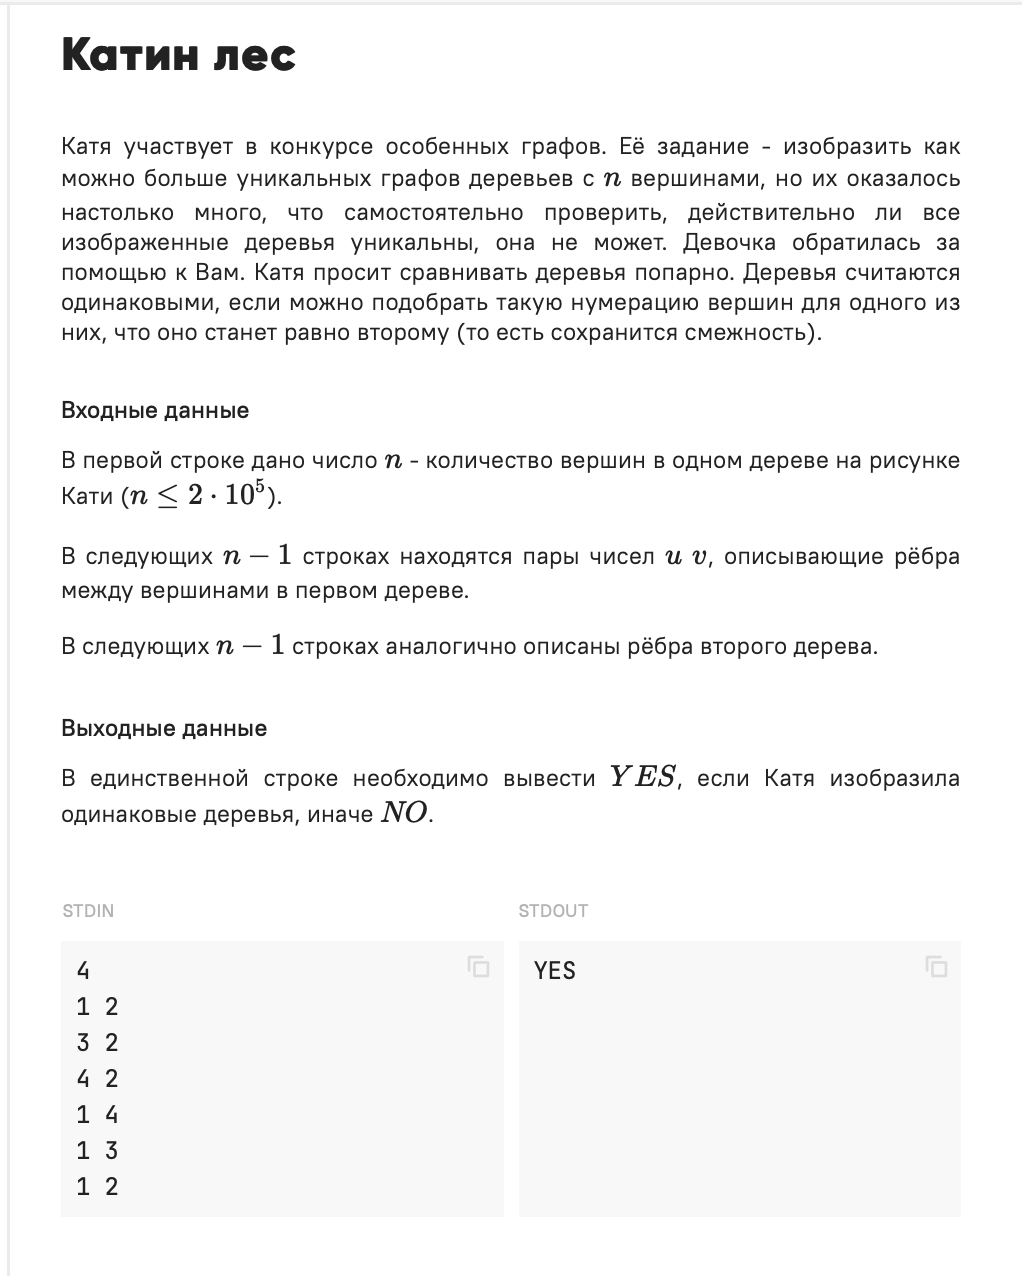 Катин лес
Катя участвует в конкурсе особенных графов. Её задание - изобразить как
можно больше уникальных графов деревьев с n вершинами, но их оказалось
настолько много, что самостоятельно проверить, действительно ли все
изображенные деревья уникальны, она не может. Девочка обратилась за
помощью к Вам. Катя просит сравнивать деревья попарно. Деревья считаются
одинаковыми, если можно подобрать такую нумерацию вершин для одного из
них, что оно станет равно второму (то есть сохранится смежность).
Входные данные
В первой строке дано число n - количество вершин в одном дереве на рисунке
Кати (n ≤ 2 · 10⁵).
В следующих n − 1 строках находятся пары чисел u v, описывающие рёбра
между вершинами в первом дереве.
В следующих n − 1 строках аналогично описаны рёбра второго дерева.
Выходные данные
В единственной строке необходимо вывести YES, если Катя изобразила
одинаковые деревья, иначе NO.
STDIN
4
1 2
3 2
4 2
1 4
1 3
1 2
STDOUT
YES